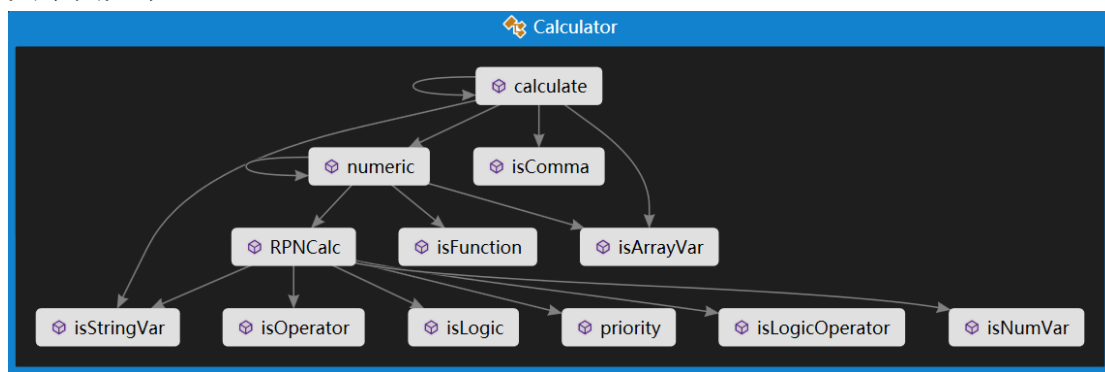 Calculator
calculate
numeric
isComma
RPNCalc
isFunction
isArrayVar
isStringVar
isOperator
isLogic
priority
isLogicOperator
isNumVar